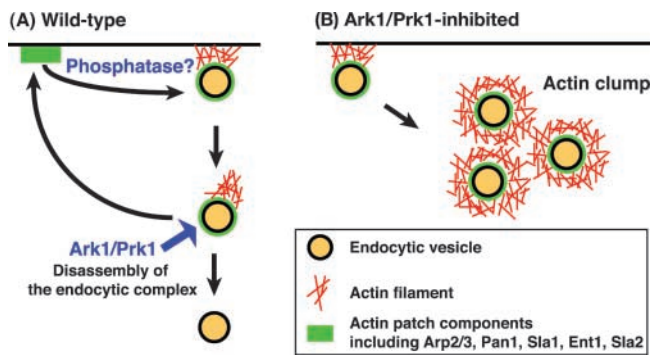 (A) Wild-type
Phosphatase?
Ark1/Prk1
Disassembly of
the endocytic complex
(B) Ark1/Prk1-inhibited
Actin clump
Endocytic vesicle
Actin filament
Actin patch components
including Arp2/3, Pan1, Sla1, Ent1, Sla2